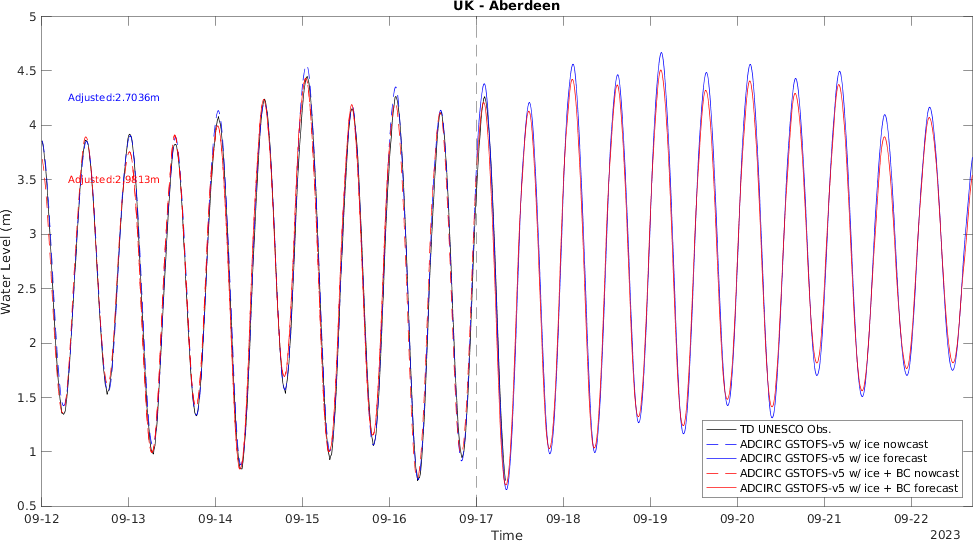 UK - Aberdeen
5
4.5
4
3.5
3
2.5
2
1.5
1
0.5
Water Level (m)
Adjusted:2.7036m
Adjusted:2.9813m
TD UNESCO Obs.
ADCIRC GSTOFS-v5 w/ ice nowcast
ADCIRC GSTOFS-v5 w/ ice forecast
ADCIRC GSTOFS-v5 w/ ice + BC nowcast
ADCIRC GSTOFS-v5 w/ ice + BC forecast
09-12 09-13 09-14 09-15 09-16 09-17 09-18 09-19 09-20 09-21 09-22
Time
2023